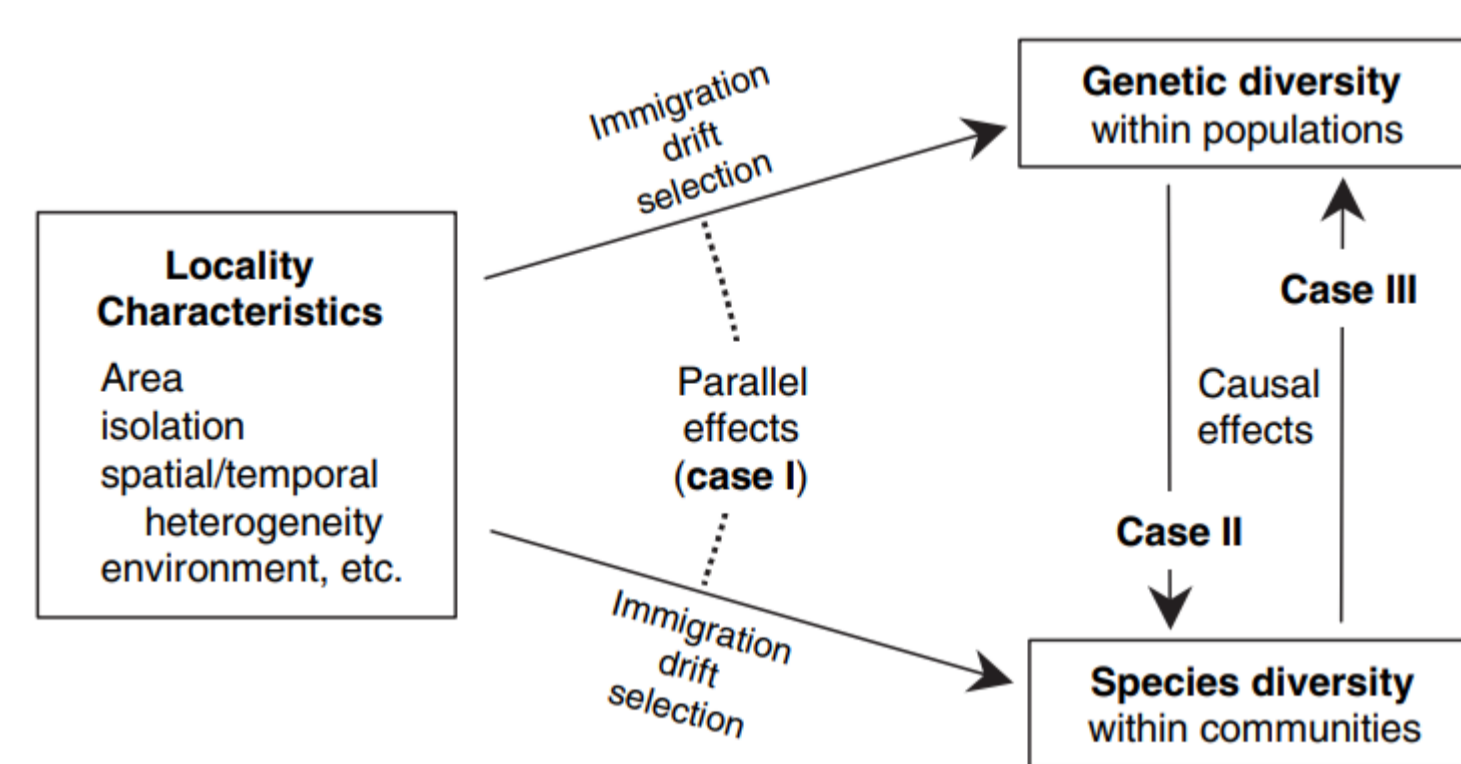 Locality
Characteristics
Area
isolation
spatial/temporal
heterogeneity
environment, etc.
Immigration
drift
selection
Parallel
effects
(case I)
Immigration
drift
selection
Genetic diversity
within populations
Case III
Causal
effects
Case II
Species diversity
within communities